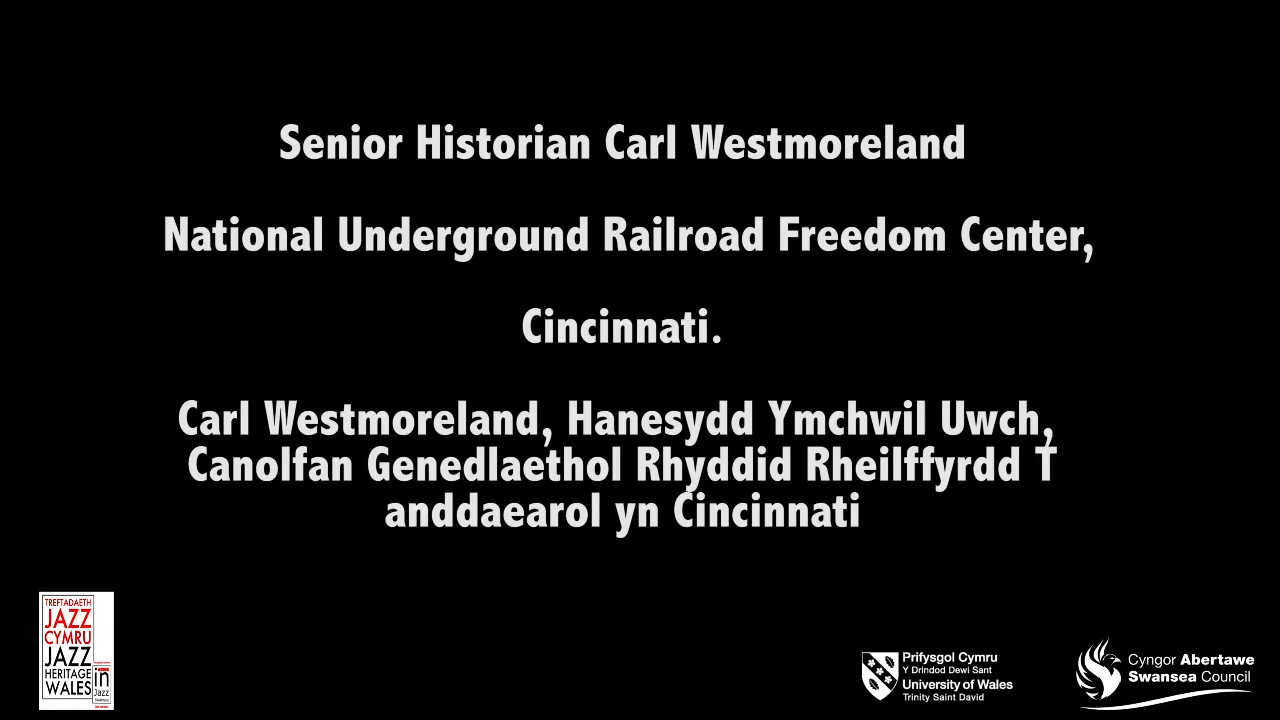 Senior Historian Carl Westmoreland
National Underground Railroad Freedom Center,
Cincinnati.
Carl Westmoreland, Hanesydd Ymchwil Uwch,
Canolfan Genedlaethol Rhyddid Rheilffyrdd T
anddaearol yn Cincinnati
TREFTADAETH
JAZZ
CYMRU
JAZZ
HERITAGE
WALES
in
Jazz
Prifysgol Cymru
Y Drindod Dewi Sant
University of Wales
Trinity Saint David
Cyngor Abertawe
Swansea Council